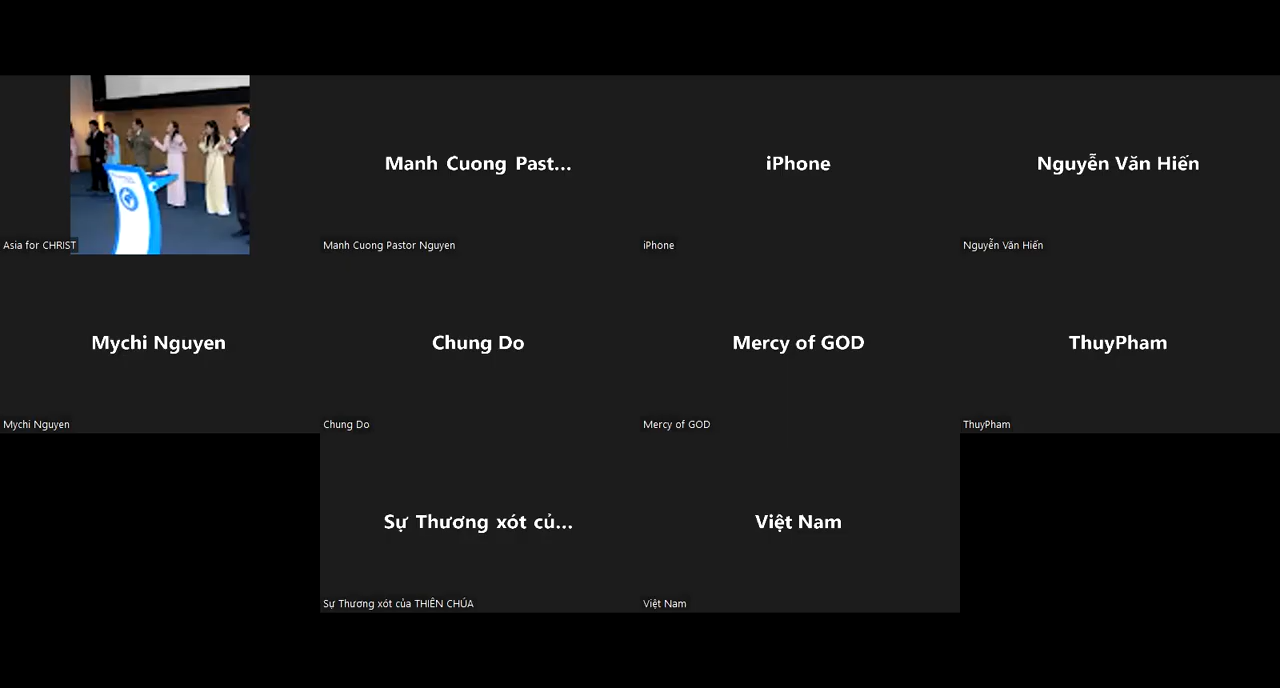 Asia for CHRIST
Manh Cuong Past...
Manh Cuong Pastor Nguyen
iPhone
iPhone
Nguyễn Văn Hiến
Nguyễn Văn Hiến
Mychi Nguyen
Mychi Nguyen
Chung Do
Chung Do
Mercy of GOD
Mercy of GOD
ThuyPham
ThuyPham
Sự Thương xót củ...
Sự Thương xót của THIÊN CHÚA
Việt Nam
Việt Nam